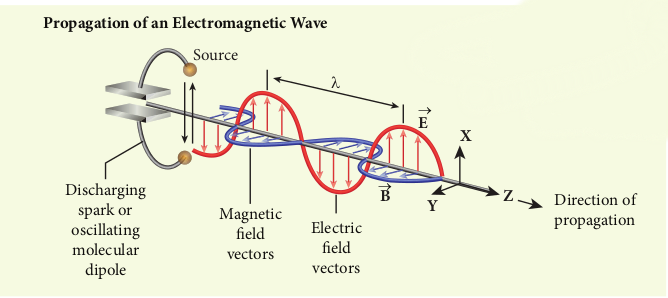 Propagation of an Electromagnetic Wave
Source
λ
E
X
Discharging
spark or
oscillating
molecular
dipole
Magnetic
field
vectors
Electric
field
vectors
B
Y
Z
Direction of
propagation